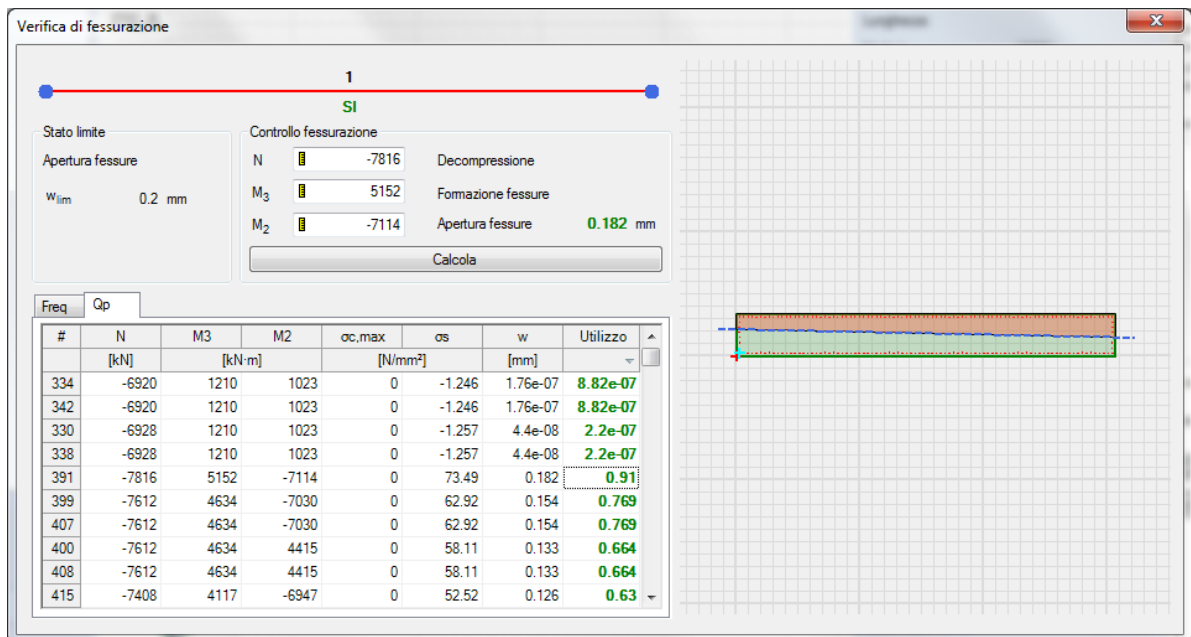 Verifica di fessurazione
1
SI
Stato limite
Apertura fessure
wlim 0.2 mm
Controllo fessurazione
N -7816 Decompressione
M3 5152 Formazione fessure
M2 -7114 Apertura fessure 0.182 mm
Calcola
Freq Qp
# N M3 M2 σc,max σs w Utilizzo
[kN] [kN·m] [N/mm²] [mm]
334 -6920 1210 1023 0 -1.246 1.76e-07 8.82e-07
342 -6920 1210 1023 0 -1.246 1.76e-07 8.82e-07
330 -6928 1210 1023 0 -1.257 4.4e-08 2.2e-07
338 -6928 1210 1023 0 -1.257 4.4e-08 2.2e-07
391 -7816 5152 -7114 0 73.49 0.182 0.91
399 -7612 4634 -7030 0 62.92 0.154 0.769
407 -7612 4634 -7030 0 62.92 0.154 0.769
400 -7612 4634 4415 0 58.11 0.133 0.664
408 -7612 4634 4415 0 58.11 0.133 0.664
415 -7408 4117 -6947 0 52.52 0.126 0.63